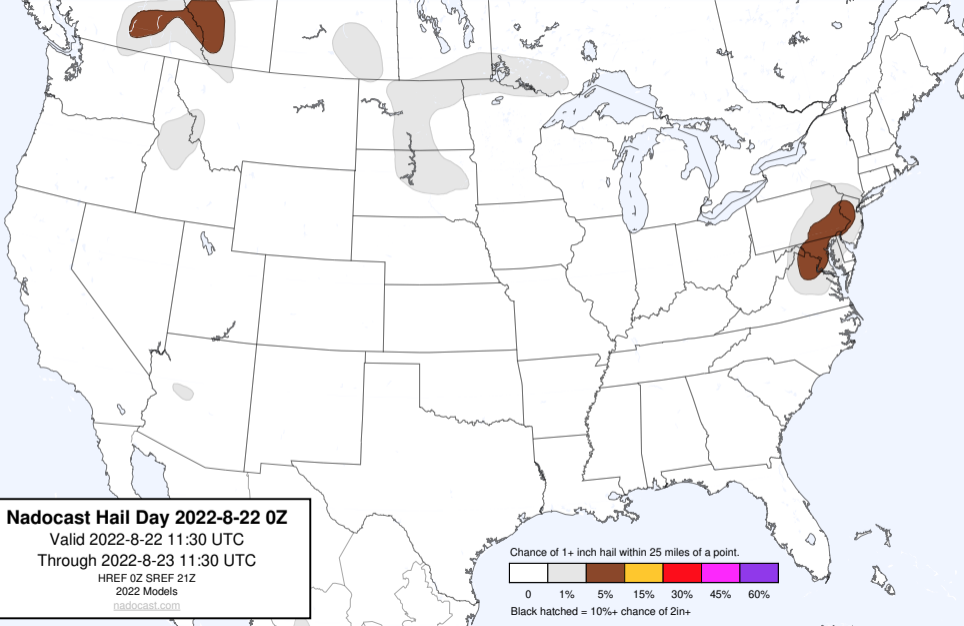 Nadocast Hail Day 2022-8-22 0Z
Valid 2022-8-22 11:30 UTC
Through 2022-8-23 11:30 UTC
HREF 0Z SREF 21Z
2022 Models
nadocast.com
Chance of 1+ inch hail within 25 miles of a point.
0 1% 5% 15% 30% 45% 60%
Black hatched = 10%+ chance of 2in+